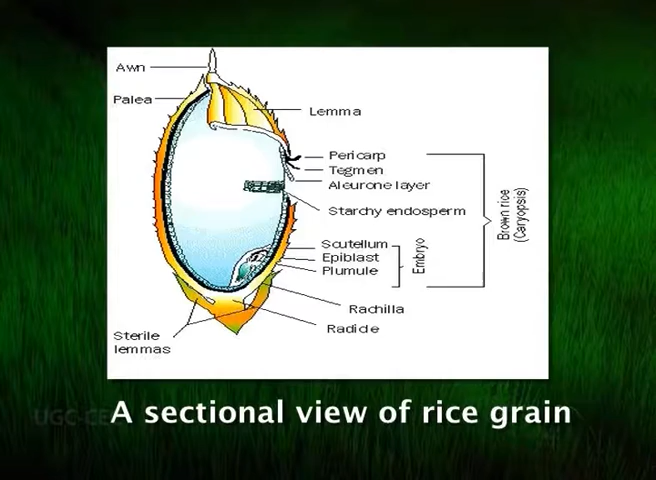 Awn
Palea
Lemma
Pericarp
Tegmen
Aleurone layer
Starchy endosperm
Brown rice
(Caryopsis)
Scutellum
Epiblast
Plumule
Embryo
Rachilla
Radicle
Sterile
lemmas
A sectional view of rice grain